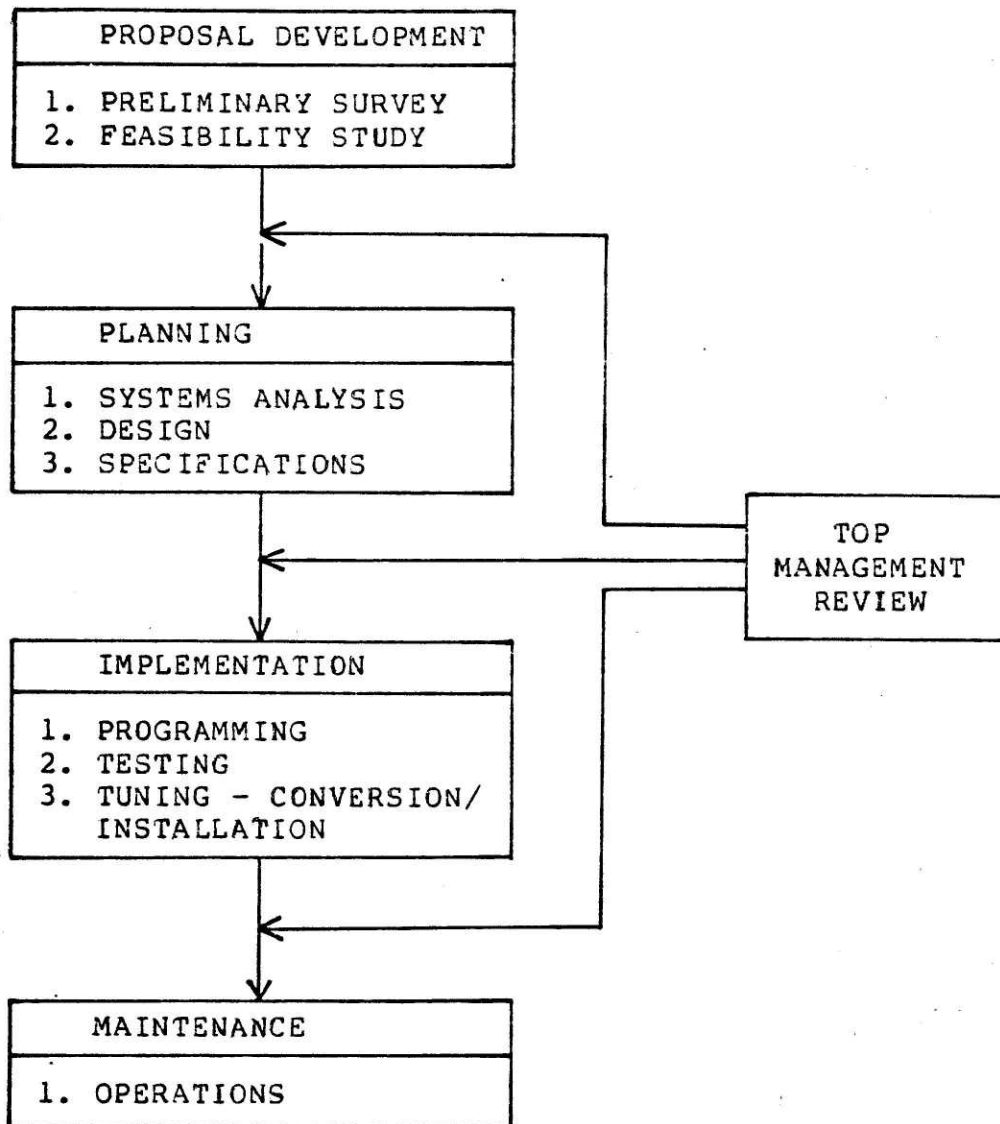 PROPOSAL DEVELOPMENT
1. PRELIMINARY SURVEY
2. FEASIBILITY STUDY
PLANNING
1. SYSTEMS ANALYSIS
2. DESIGN
3. SPECIFICATIONS
TOP
MANAGEMENT
REVIEW
IMPLEMENTATION
1. PROGRAMMING
2. TESTING
3. TUNING - CONVERSION/
INSTALLATION
MAINTENANCE
1. OPERATIONS